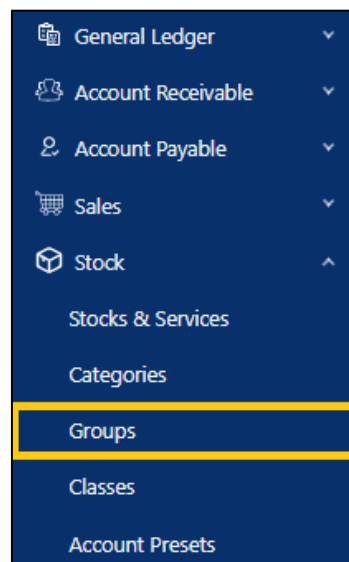 General Ledger
Account Receivable
Account Payable
Sales
Stock
Stocks & Services
Categories
Groups
Classes
Account Presets